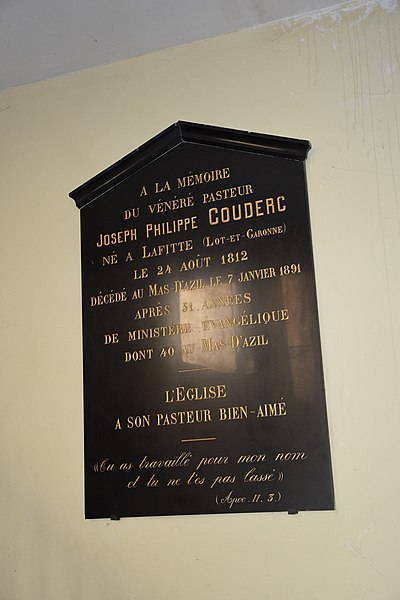 A LA MÉMOIRE
DU VÉNÉRÉ PASTEUR
JOSEPH PHILIPPE COUDERC
NÉ A LAFITTE (LOT-ET-GARONNE)
LE 24 AOÛT 1812
DÉCÉDÉ AU MAS-D'AZIL LE 7 JANVIER 1891
APRÈS 51 ANNÉES
DE MINISTÈRE ÉVANGÉLIQUE
DONT 40 AU MAS-D'AZIL
L'EGLISE
A SON PASTEUR BIEN-AIMÉ
«Tu as travaillé pour mon nom
et tu ne t'es pas lassé»
(Apoc. II. 3.)